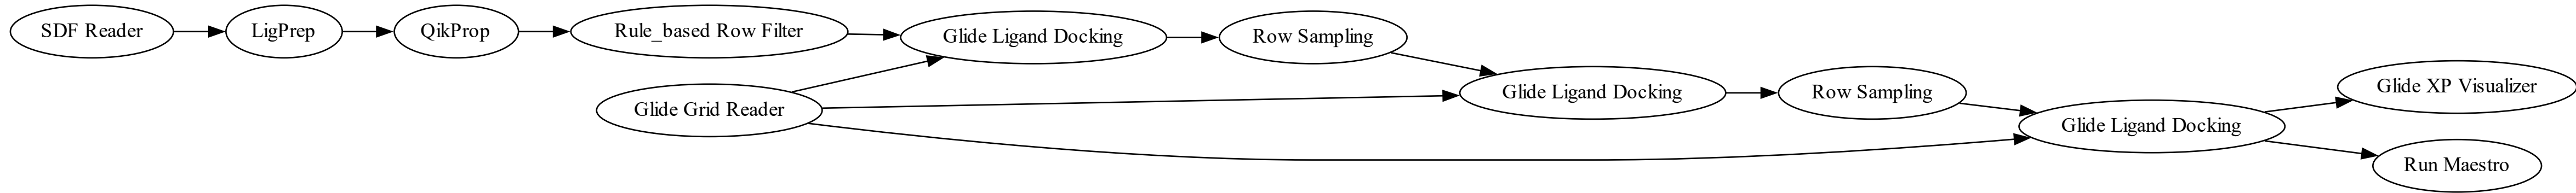 SDF Reader
LigPrep
QikProp
Rule_based Row Filter
Glide Ligand Docking
Row Sampling
Glide Grid Reader
Glide Ligand Docking
Row Sampling
Glide Ligand Docking
Glide XP Visualizer
Run Maestro